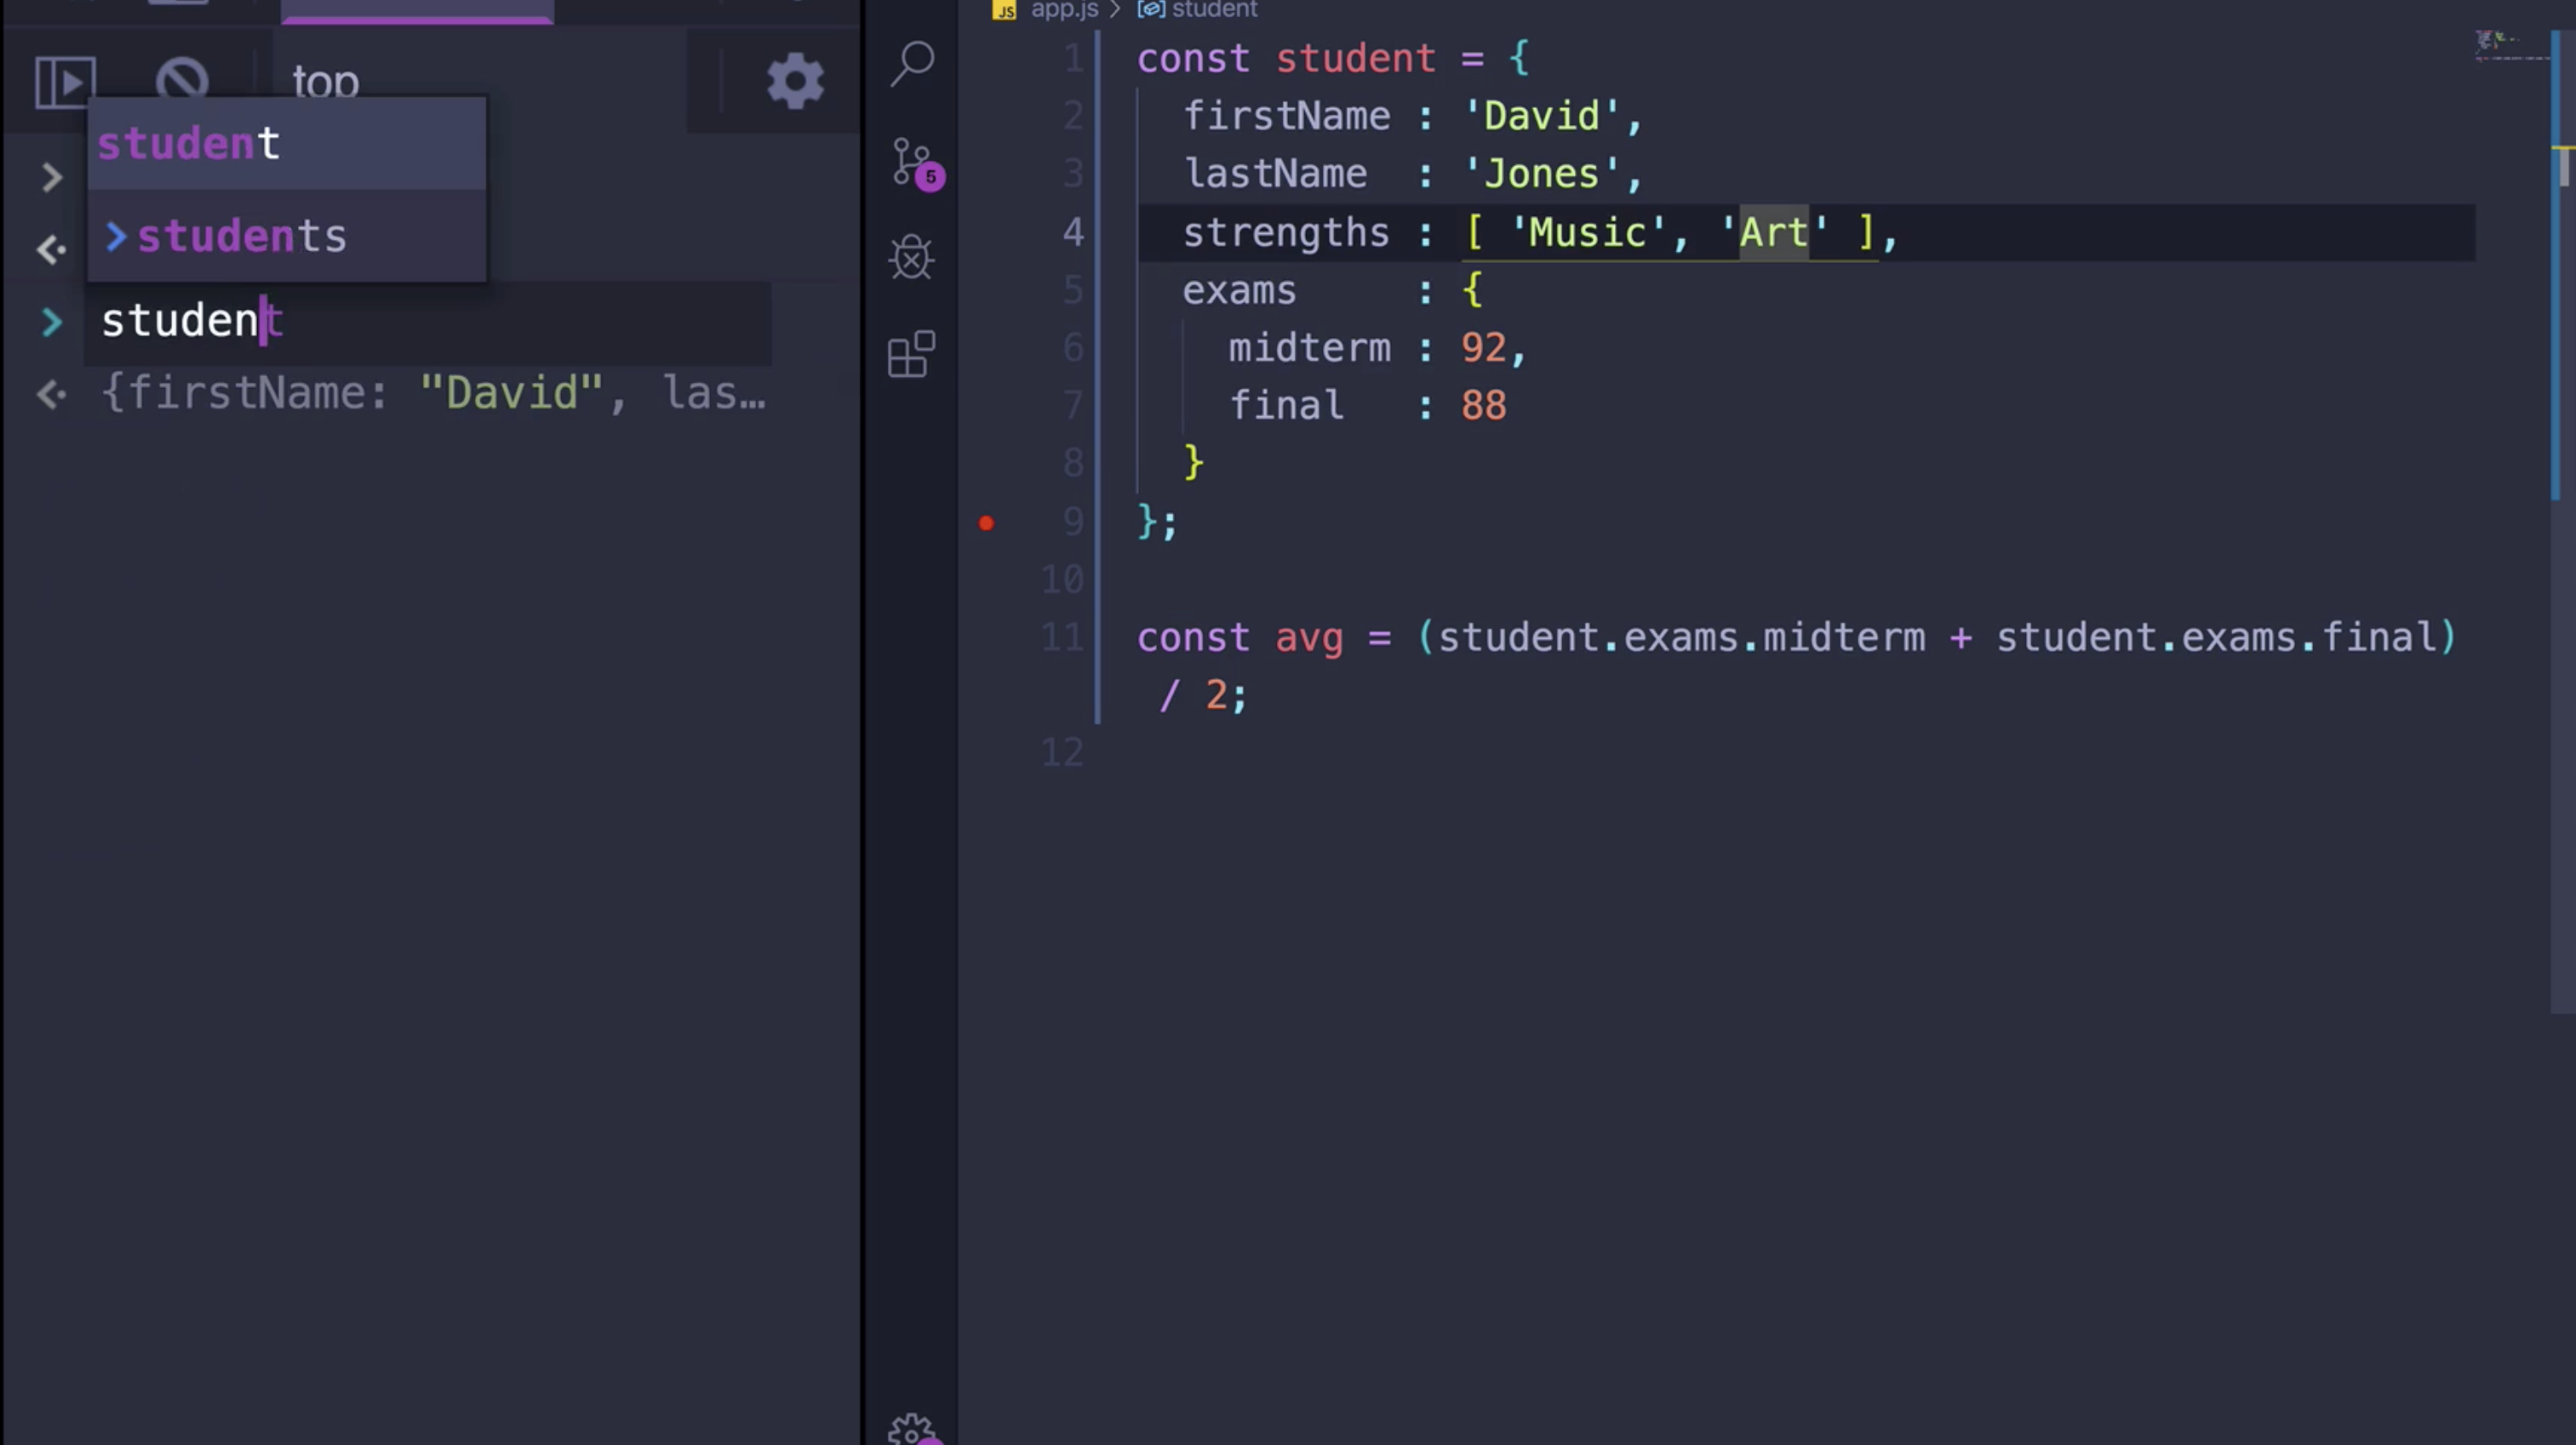 top
student
> students
> student
{firstName: "David", las…
5
JS app.js > student
1 const student = {
2 firstName : 'David',
3 lastName : 'Jones',
4 strengths : [ 'Music', 'Art' ],
5 exams : {
6 midterm : 92,
7 final : 88
8 }
9 };
10
11 const avg = (student.exams.midterm + student.exams.final)
/ 2;
12